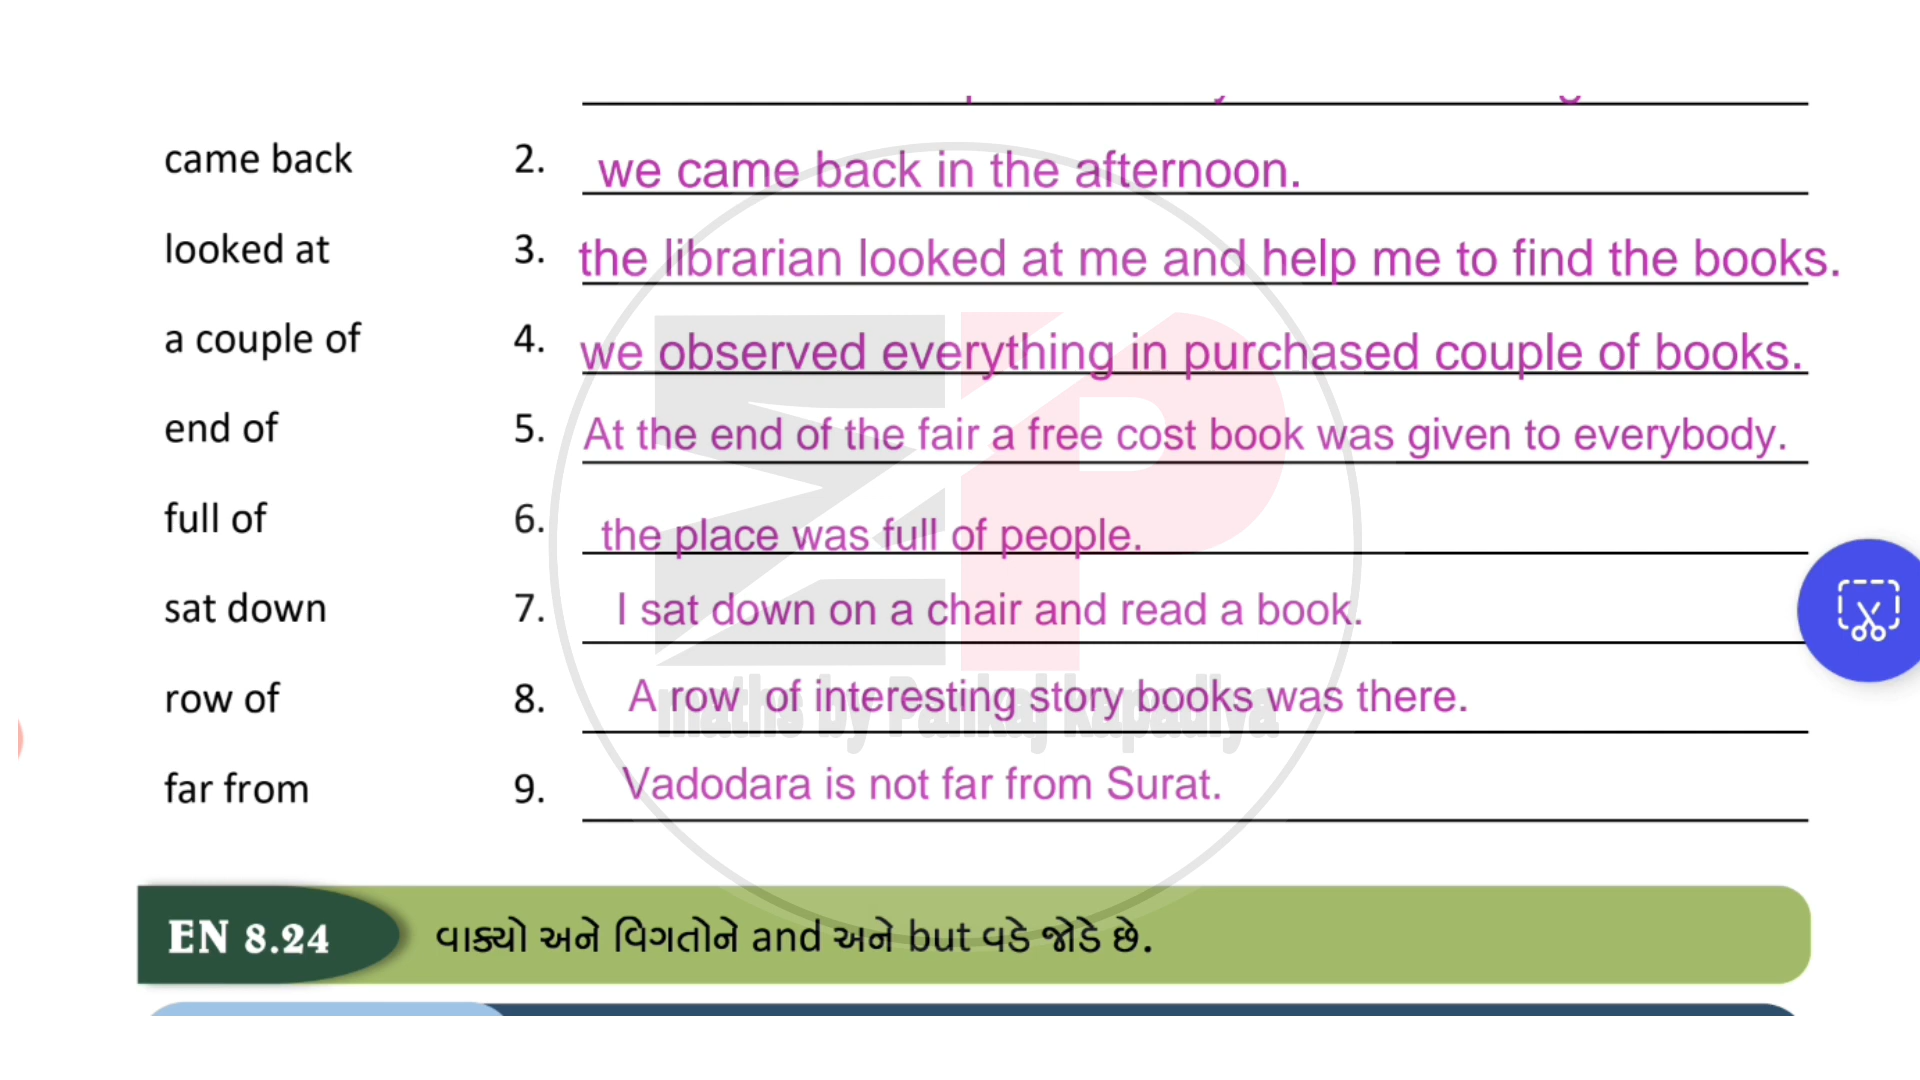 came back 2. we came back in the afternoon.
looked at 3. the librarian looked at me and help me to find the books.
a couple of 4. we observed everything in purchased couple of books.
end of 5. At the end of the fair a free cost book was given to everybody.
full of 6. the place was full of people.
sat down 7. I sat down on a chair and read a book.
row of 8. A row of interesting story books was there.
maths by Pankaj Kapadiya
far from 9. Vadodara is not far from Surat.
EN 8.24 વાક્યો અને વિગતોને and અને but વડે જોડે છે.